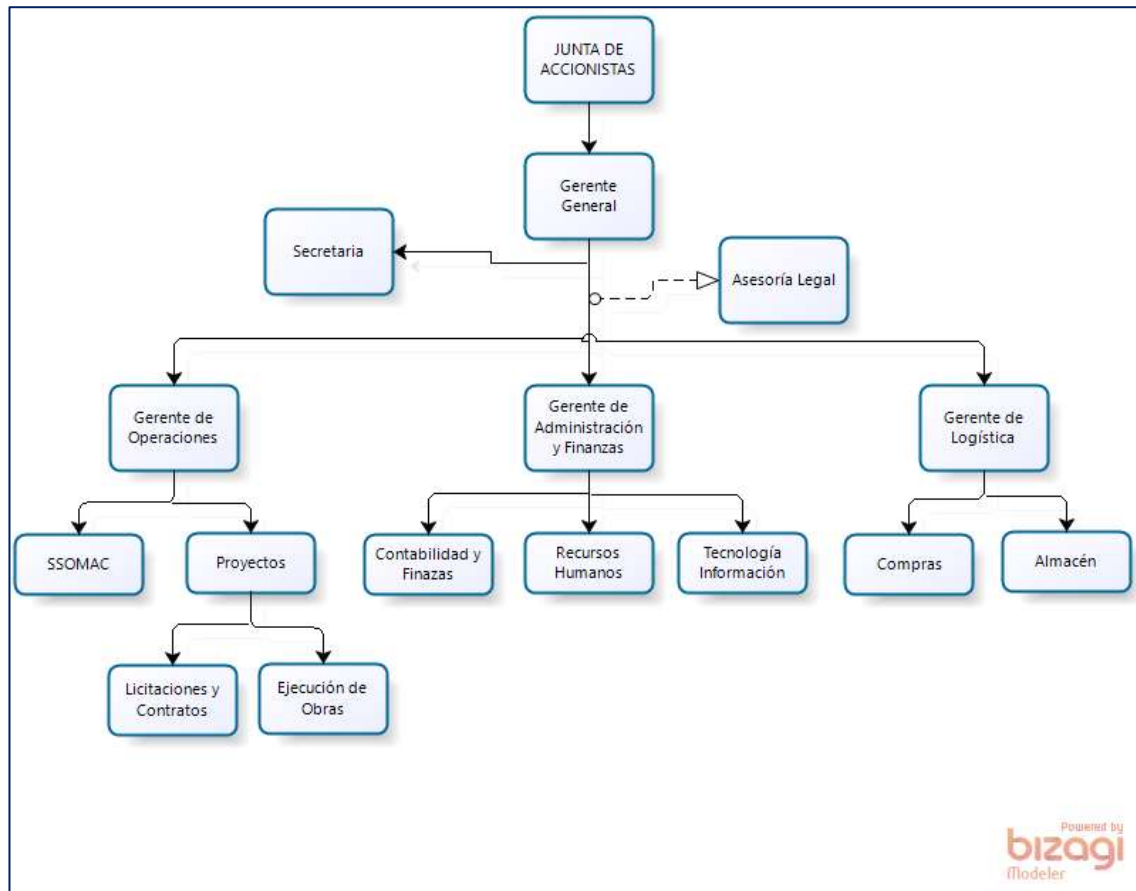 JUNTA DE
ACCIONISTAS
Gerente
General
Secretaria
Asesoría Legal
Gerente de
Operaciones
Gerente de
Administración
y Finanzas
Gerente de
Logística
SSOMAC
Proyectos
Contabilidad y
Finazas
Recursos
Humanos
Tecnología
Información
Compras
Almacén
Licitaciones y
Contratos
Ejecución de
Obras
Powered by
bizagi
Modeler